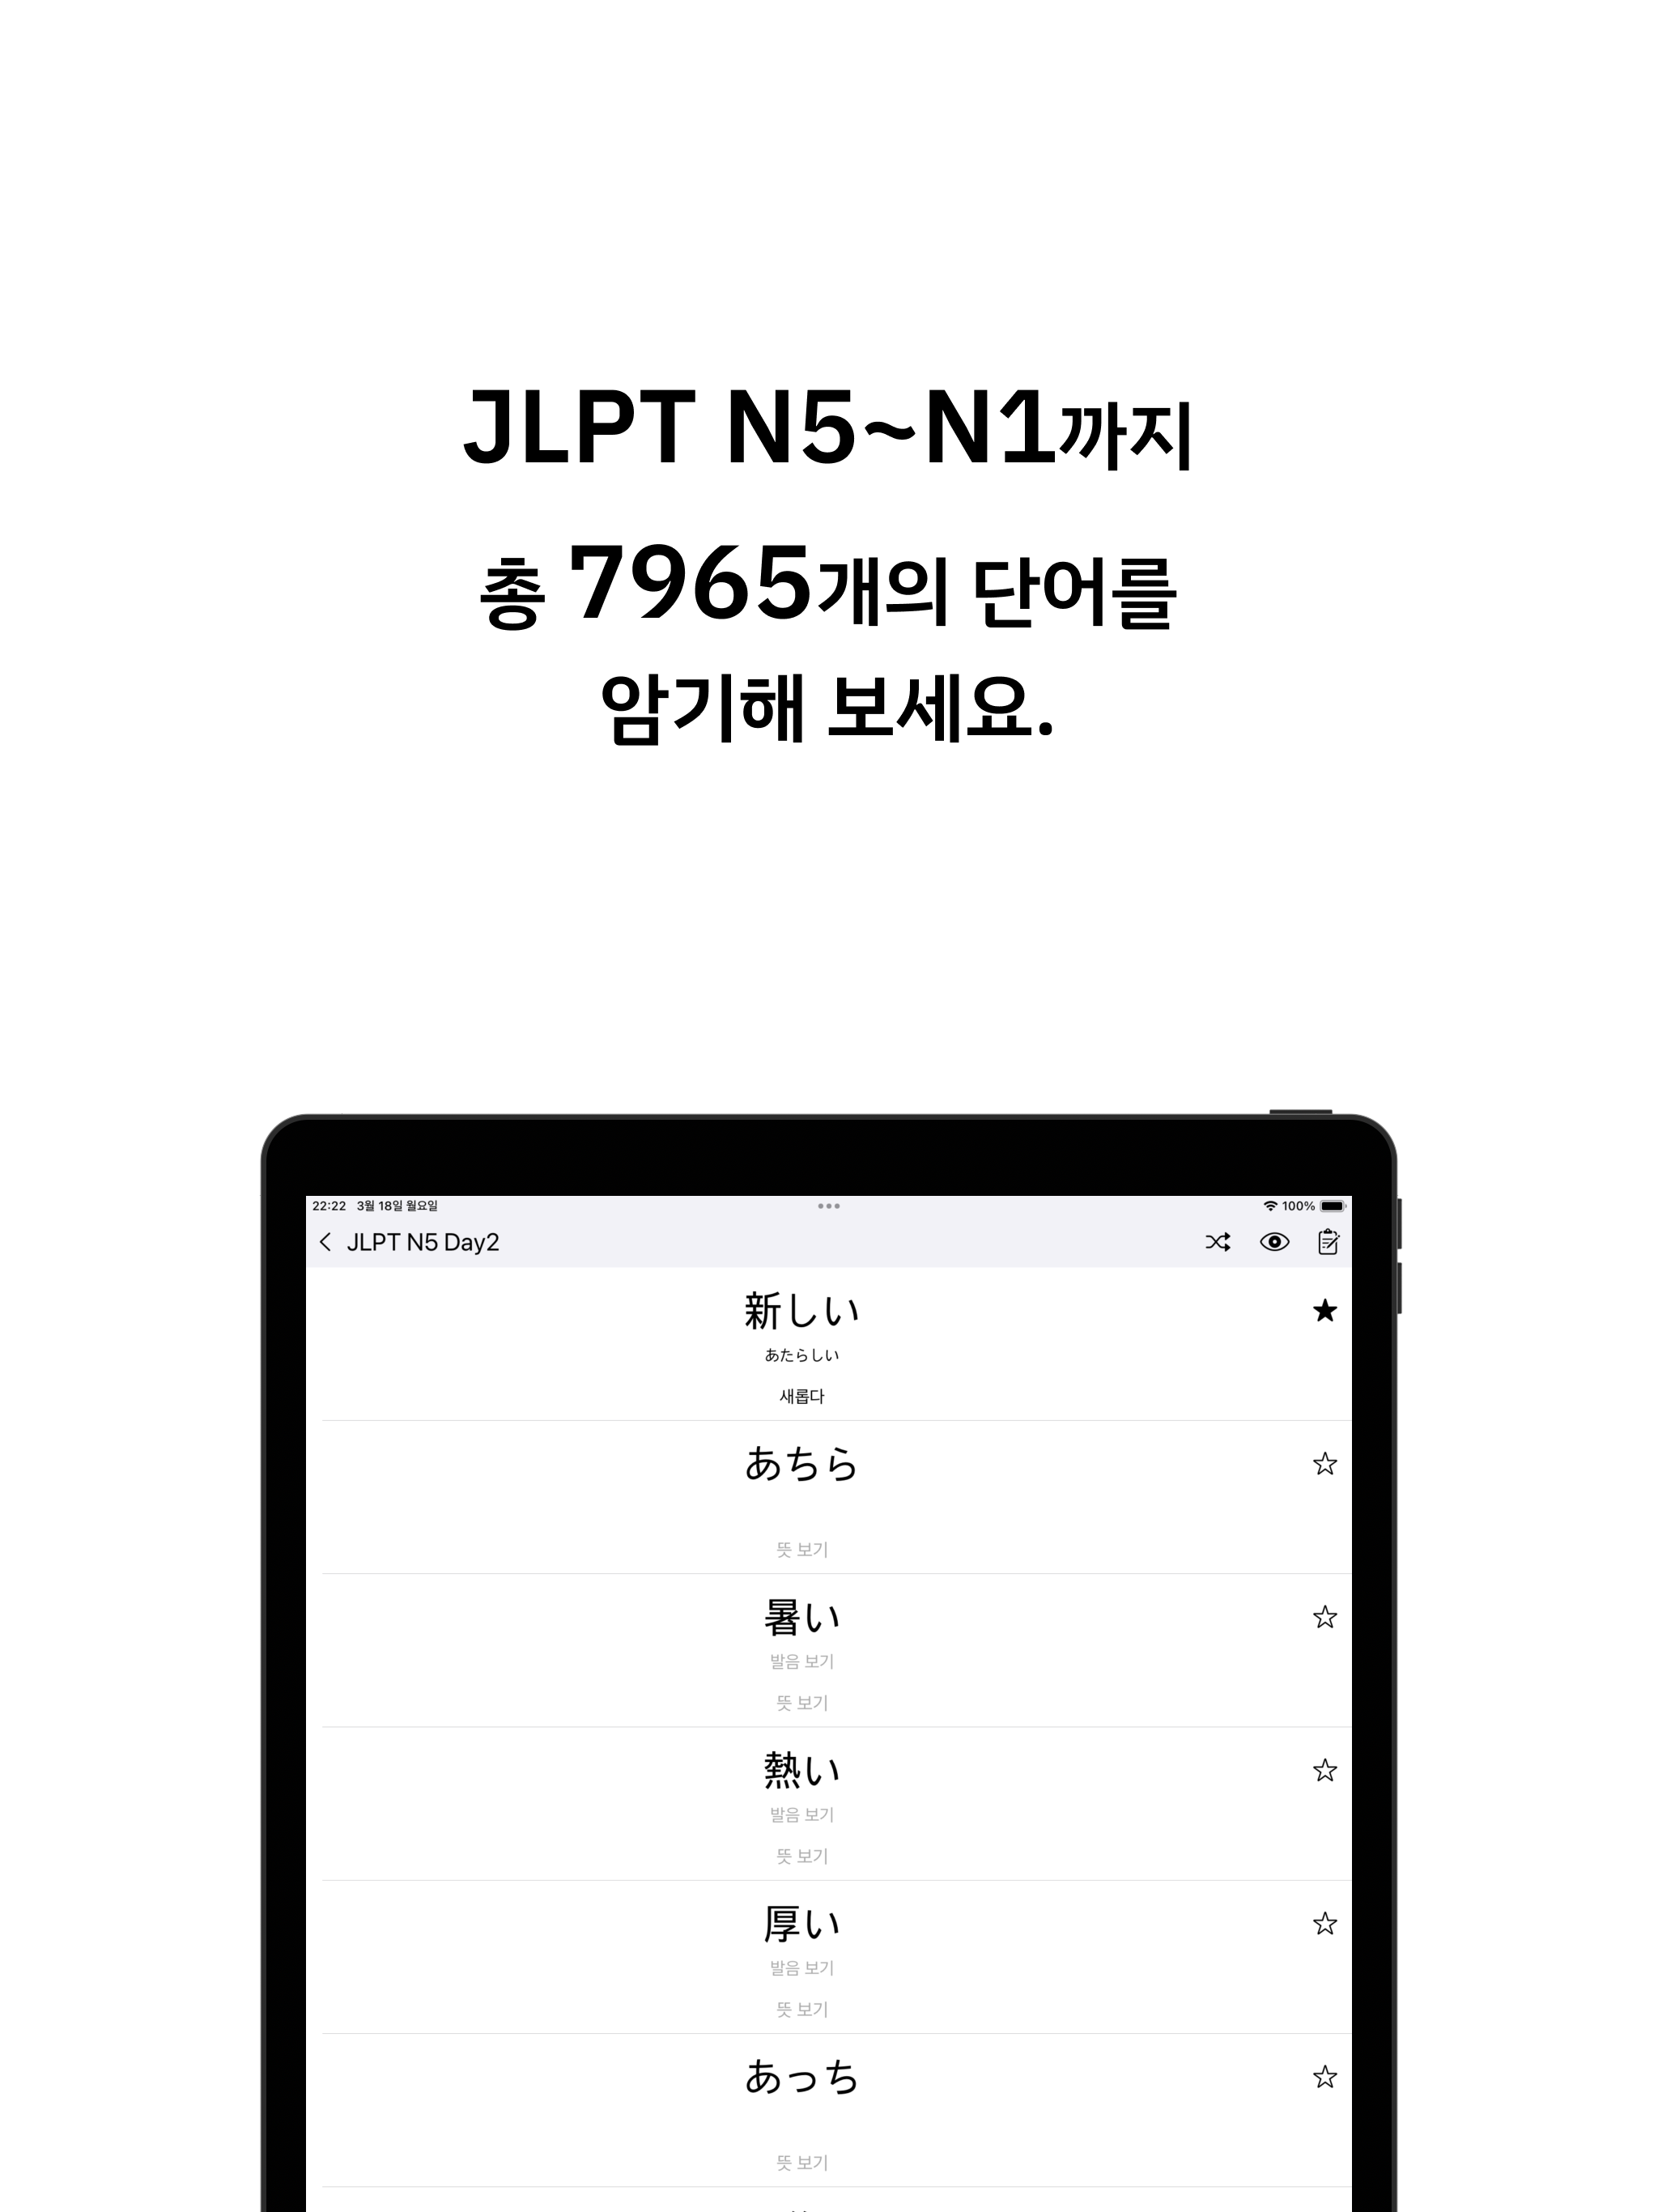 JLPT N5~N1까지
총 7965개의 단어를
암기해 보세요.
22:22 3월 18일 월요일 100%
JLPT N5 Day2
新しい
あたらしい
새롭다
あちら
뜻 보기
暑い
발음 보기
뜻 보기
熱い
발음 보기
뜻 보기
厚い
발음 보기
뜻 보기
あっち
뜻 보기